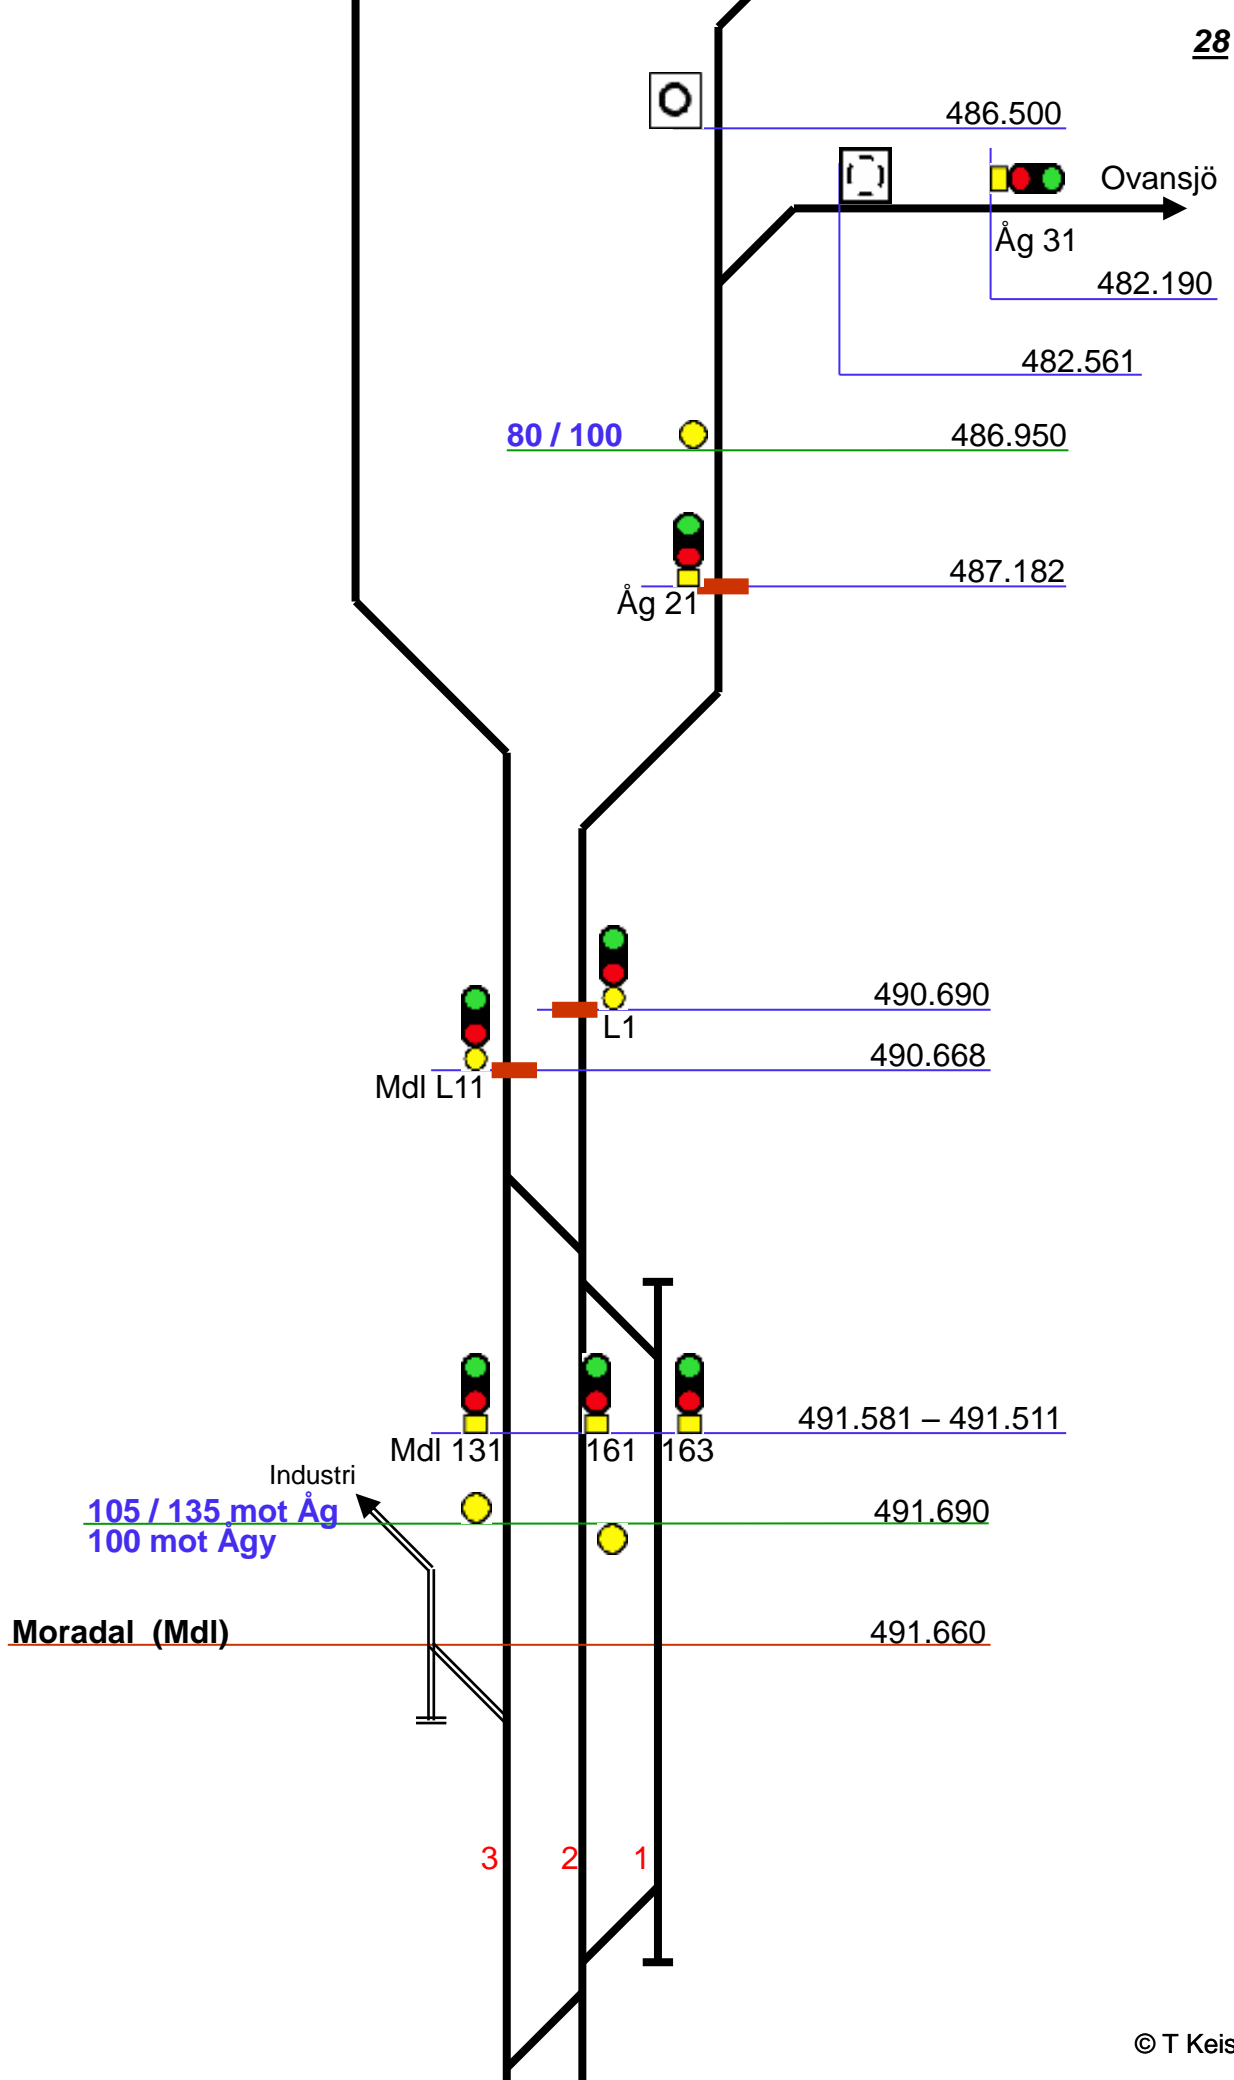 28
486.500
Ovansjö
Åg 31
482.190
482.561
80 / 100
486.950
487.182
Åg 21
490.690
L1
490.668
Mdl L11
491.581 – 491.511
Mdl 131
161
163
Industri
105 / 135 mot Åg
491.690
100 mot Ågy
Moradal (Mdl)
491.660
3
2
1
© T Keis